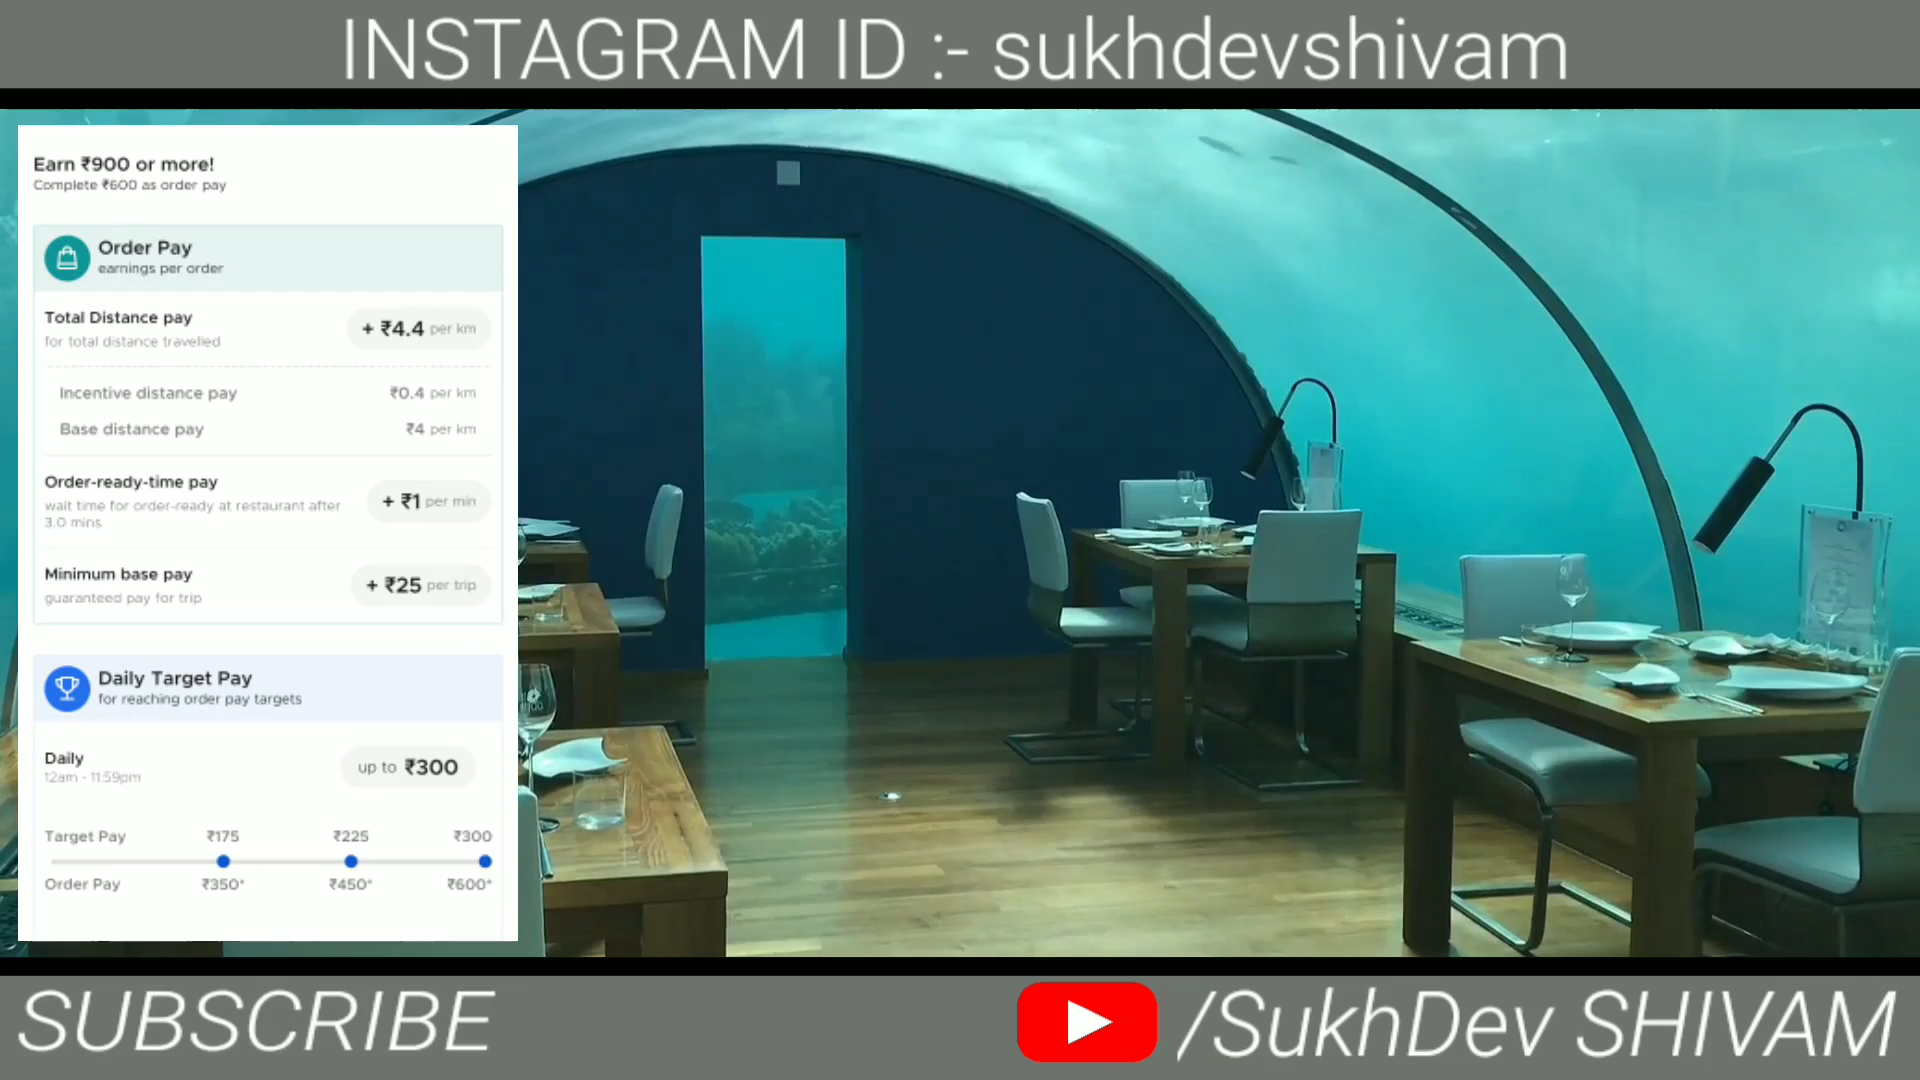 INSTAGRAM ID :- sukhdevshivam
Earn ₹900 or more!
Complete ₹600 as order pay
Order Pay
earnings per order
Total Distance pay
+ ₹4.4 per km
for total distance travelled
Incentive distance pay ₹0.4 per km
Base distance pay ₹4 per km
Order-ready-time pay
+ ₹1 per min
wait time for order-ready at restaurant after
3.0 mins
Minimum base pay
+ ₹25 per trip
guaranteed pay for trip
Daily Target Pay
for reaching order pay targets
Daily
up to ₹300
12am - 11:59pm
Target Pay ₹175 ₹225 ₹300
Order Pay ₹350* ₹450* ₹600*
SUBSCRIBE /SukhDev SHIVAM